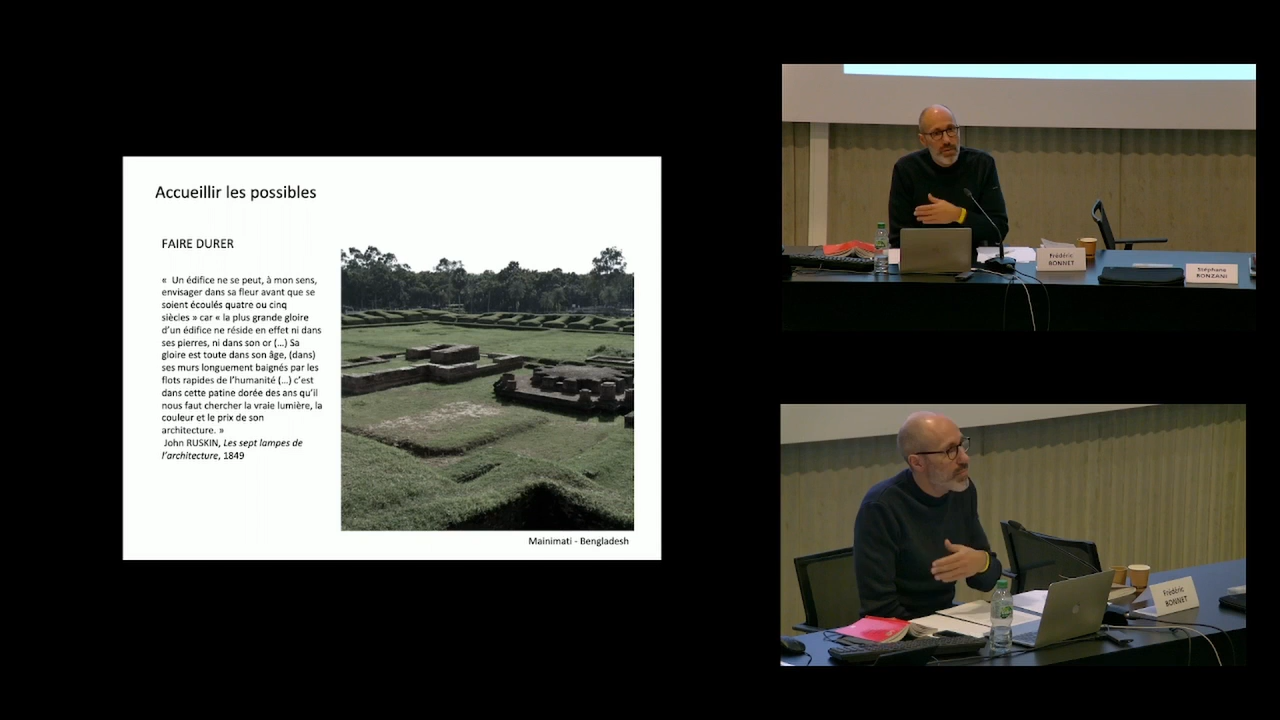 Accueillir les possibles
FAIRE DURER
« Un édifice ne se peut, à mon sens,
envisager dans sa fleur avant que se
soient écoulés quatre ou cinq
siècles » car « la plus grande gloire
d'un édifice ne réside en effet ni dans
ses pierres, ni dans son or (...) Sa
gloire est toute dans son âge, (dans)
ses murs longuement baignés par les
flots rapides de l'humanité (...) c'est
dans cette patine dorée des ans qu'il
nous faut chercher la vraie lumière, la
couleur et le prix de son
architecture. »
John RUSKIN, Les sept lampes de
l'architecture, 1849
Mainimati - Bengladesh
Frédéric
BONNET
Stéphane
BONZANI
Frédéric
BONNET